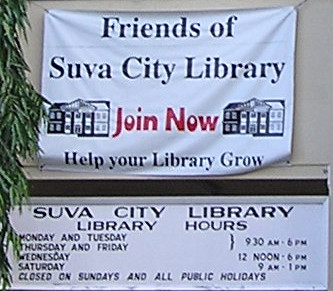 Friends of
Suva City Library
Join Now
Help your Library Grow
SUVA CITY LIBRARY
LIBRARY HOURS
MONDAY AND TUESDAY
THURSDAY AND FRIDAY } 9.30 AM - 6 PM
WEDNESDAY 12 NOON - 6 PM
SATURDAY 9 AM - 1 PM
CLOSED ON SUNDAYS AND ALL PUBLIC HOLIDAYS